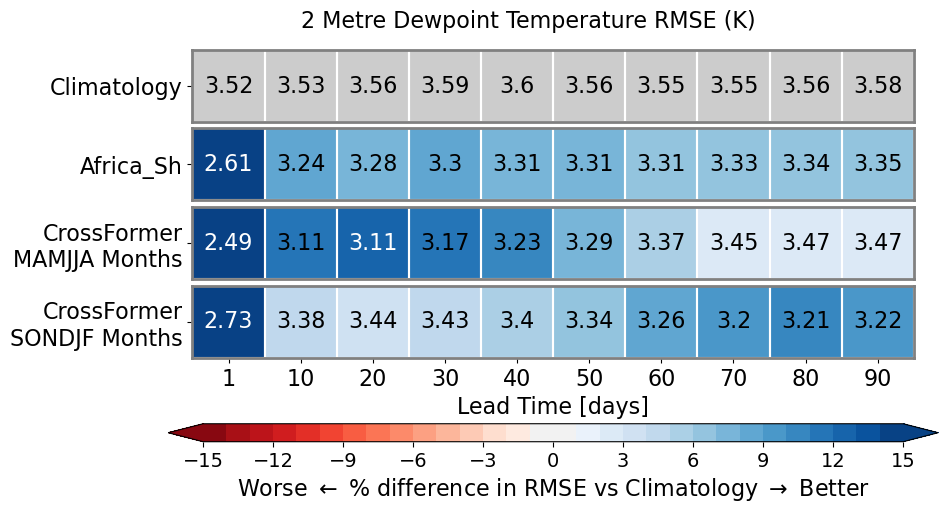 2 Metre Dewpoint Temperature RMSE (K)
Climatology 3.52 3.53 3.56 3.59 3.6 3.56 3.55 3.55 3.56 3.58
Africa_Sh 2.61 3.24 3.28 3.3 3.31 3.31 3.31 3.33 3.34 3.35
CrossFormer
MAMJJA Months 2.49 3.11 3.11 3.17 3.23 3.29 3.37 3.45 3.47 3.47
CrossFormer
SONDJF Months 2.73 3.38 3.44 3.43 3.4 3.34 3.26 3.2 3.21 3.22
1 10 20 30 40 50 60 70 80 90
Lead Time [days]
−15 −12 −9 −6 −3 0 3 6 9 12 15
Worse ← % difference in RMSE vs Climatology → Better